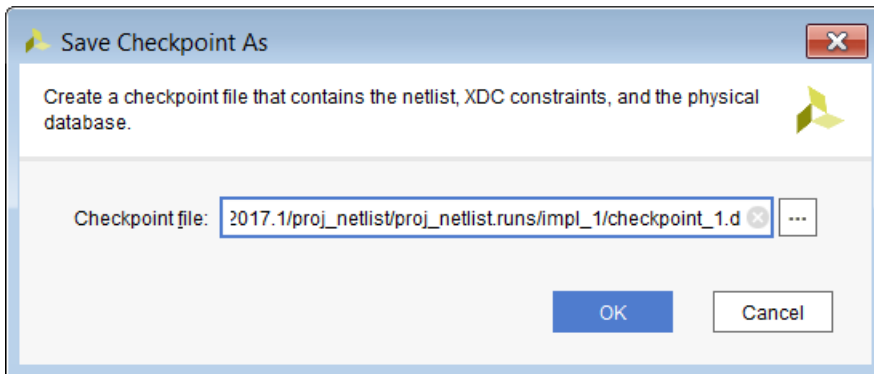 Save Checkpoint As
Create a checkpoint file that contains the netlist, XDC constraints, and the physical
database.
Checkpoint file: 2017.1/proj_netlist/proj_netlist.runs/impl_1/checkpoint_1.d ...
OK Cancel